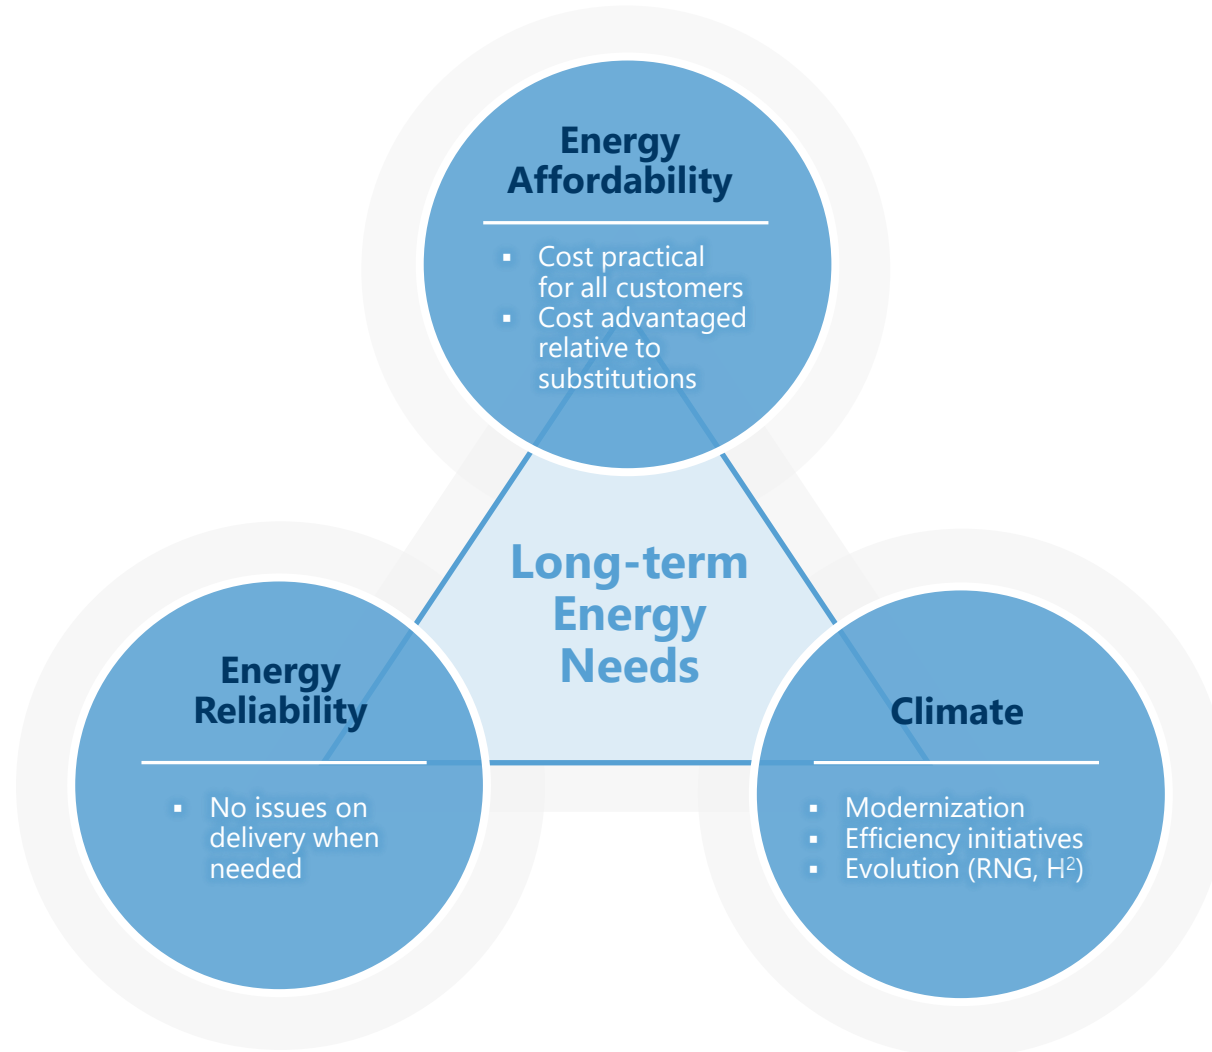 Energy
Affordability
▪ Cost practical
for all customers
▪ Cost advantaged
relative to
substitutions
Long-term
Energy
Needs
Energy
Reliability
▪ No issues on
delivery when
needed
Climate
▪ Modernization
▪ Efficiency initiatives
▪ Evolution (RNG, H²)